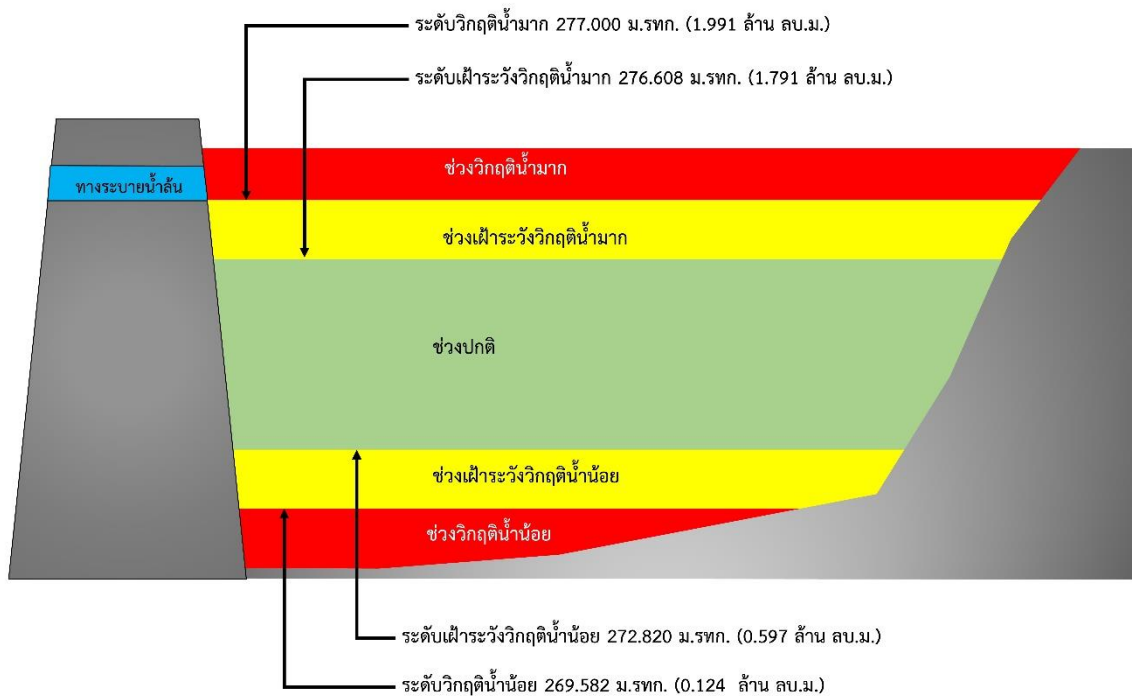 ระดับวิกฤติน้ำมาก 277.000 ม.รทก. (1.991 ล้าน ลบ.ม.)
ระดับเฝ้าระวังวิกฤติน้ำมาก 276.608 ม.รทก. (1.791 ล้าน ลบ.ม.)
ช่วงวิกฤติน้ำมาก
ทางระบายน้ำล้น
ช่วงเฝ้าระวังวิกฤติน้ำมาก
ช่วงปกติ
ช่วงเฝ้าระวังวิกฤติน้ำน้อย
ช่วงวิกฤติน้ำน้อย
ระดับเฝ้าระวังวิกฤติน้ำน้อย 272.820 ม.รทก. (0.597 ล้าน ลบ.ม.)
ระดับวิกฤติน้ำน้อย 269.582 ม.รทก. (0.124 ล้าน ลบ.ม.)